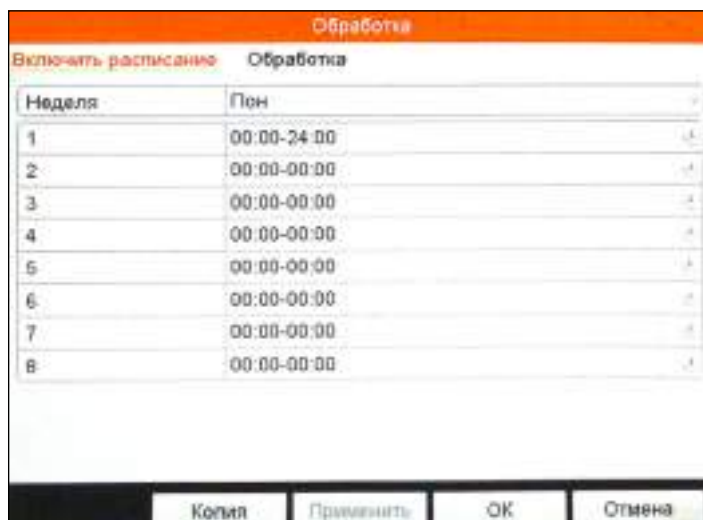 Обработка
Включить расписание Обработка
Неделя Пон
1 00:00-24:00
2 00:00-00:00
3 00:00-00:00
4 00:00-00:00
5 00:00-00:00
6 00:00-00:00
7 00:00-00:00
8 00:00-00:00
Копия Применить OK Отмена